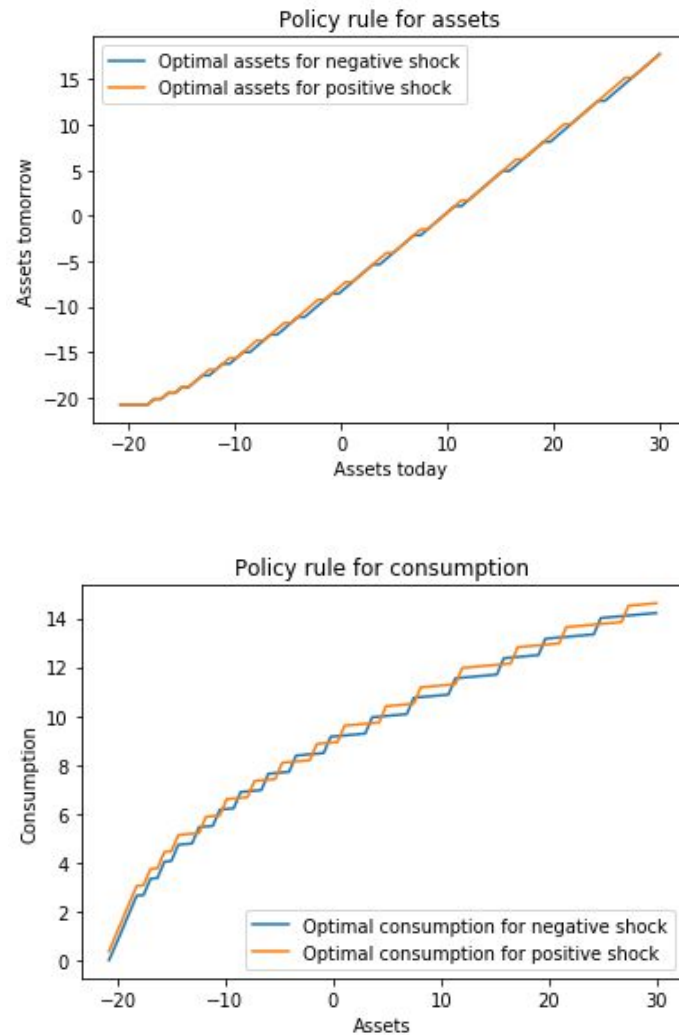 Policy rule for assets
Optimal assets for negative shock
Optimal assets for positive shock
15
10
5
0
−5
−10
−15
−20
Assets tomorrow
−20 −10 0 10 20 30
Assets today
Policy rule for consumption
14
12
10
8
6
4
2
0
Consumption
Optimal consumption for negative shock
Optimal consumption for positive shock
−20 −10 0 10 20 30
Assets